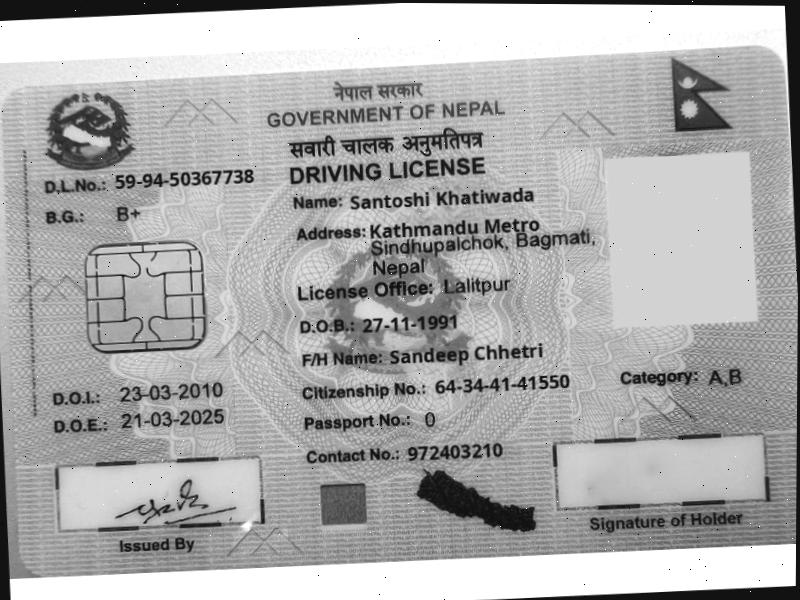 नेपाल सरकार
GOVERNMENT OF NEPAL
सवारी चालक अनुमतिपत्र
DRIVING LICENSE
D.L.No.: 59-94-50367738
B.G.: B+
Name: Santoshi Khatiwada
Address: Kathmandu Metro
Sindhupalchok, Bagmati,
Nepal
License Office: Lalitpur
D.O.B.: 27-11-1991
F/H Name: Sandeep Chhetri
Citizenship No.: 64-34-41-41550
Category: A,B
D.O.I.: 23-03-2010
Passport No.: 0
D.O.E.: 21-03-2025
Contact No.: 972403210
Issued By
Signature of Holder